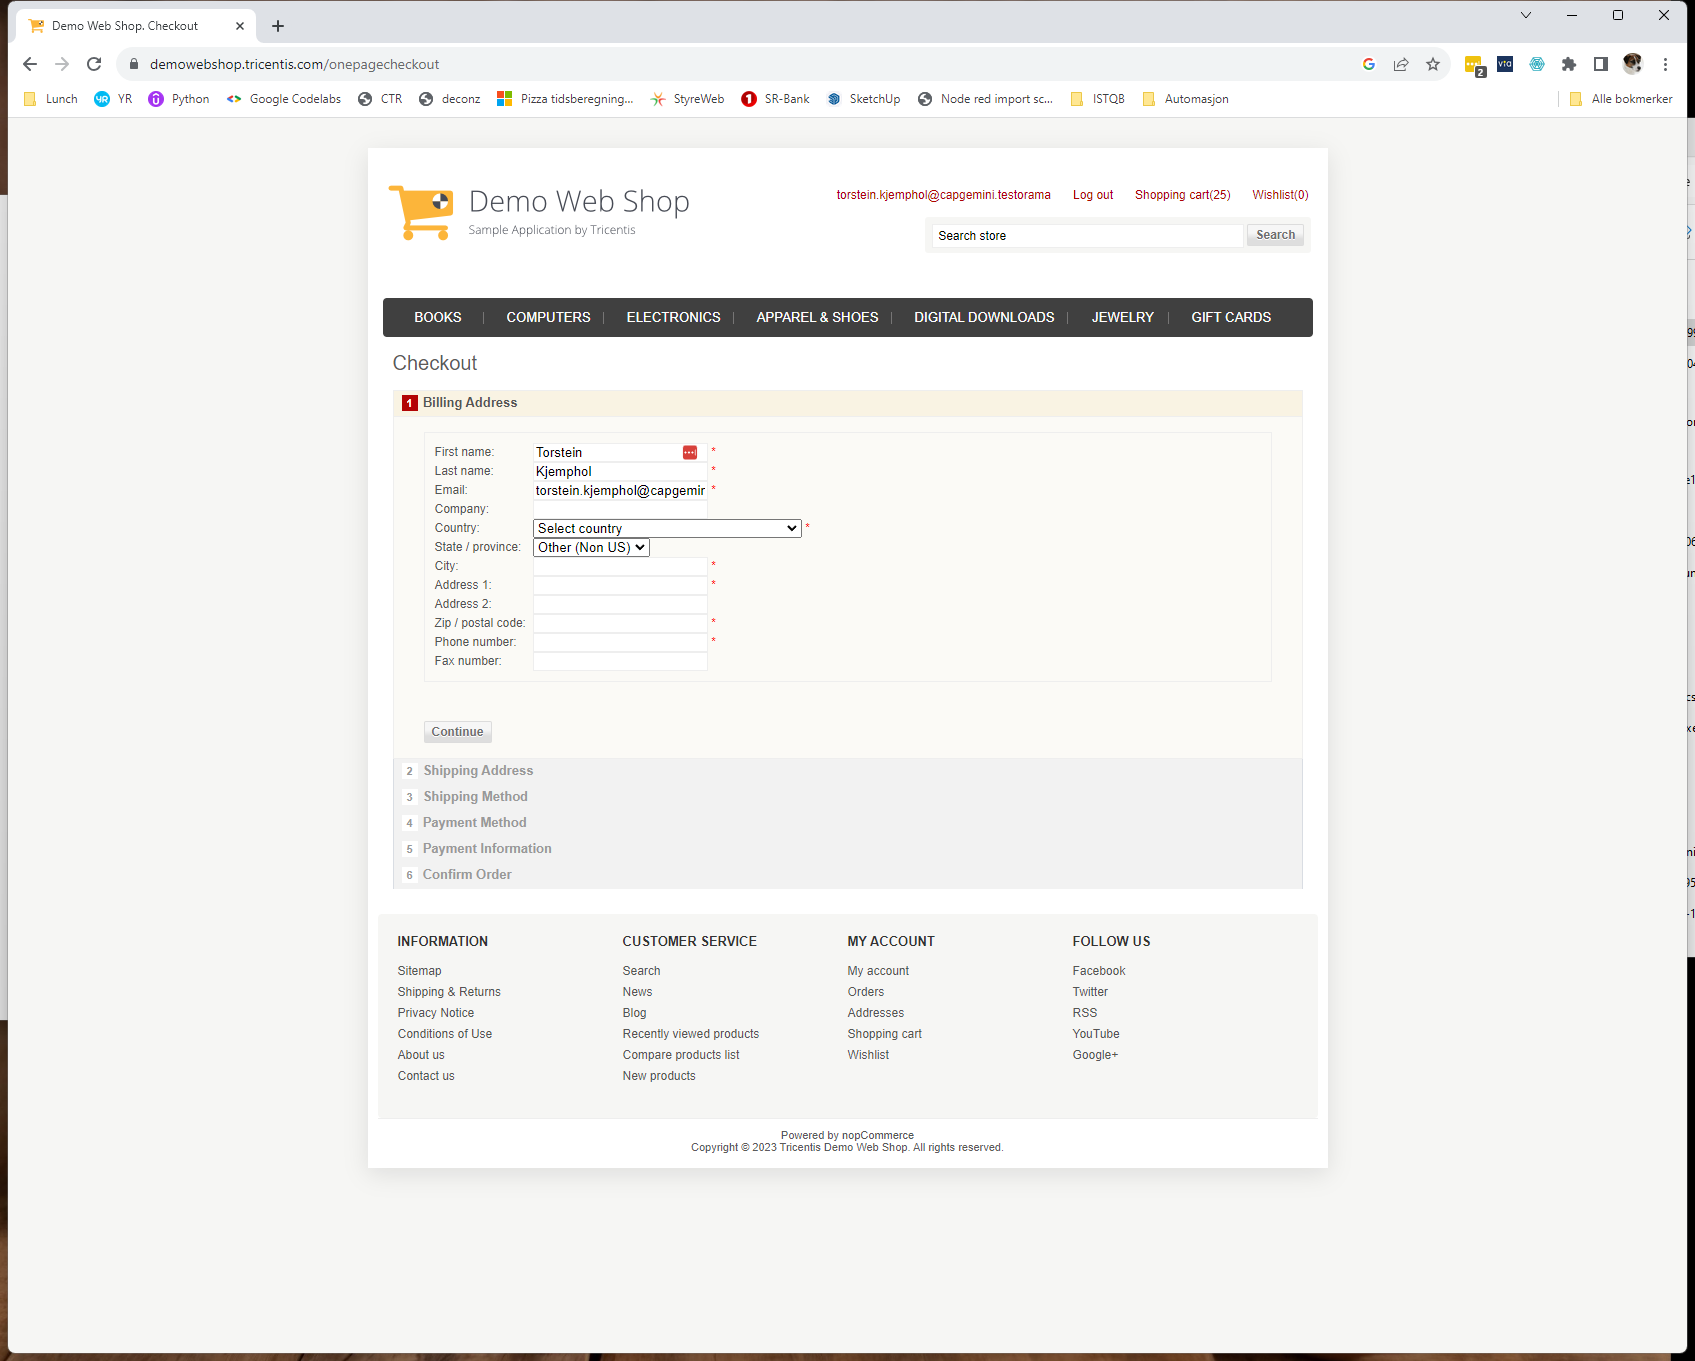 Demo Web Shop. Checkout
demowebshop.tricentis.com/onepagecheckout
2
vta
Lunch YR Python Google Codelabs CTR deconz Pizza tidsberegning... StyreWeb SR-Bank SketchUp Node red import sc... ISTQB Automasjon Alle bokmerker
Demo Web Shop
Sample Application by Tricentis
torstein.kjemphol@capgemini.testorama Log out Shopping cart(25) Wishlist(0)
Search store Search
BOOKS COMPUTERS ELECTRONICS APPAREL & SHOES DIGITAL DOWNLOADS JEWELRY GIFT CARDS
Checkout
1 Billing Address
First name: Torstein *
Last name: Kjemphol *
Email: torstein.kjemphol@capgemir *
Company:
Country: Select country *
State / province: Other (Non US)
City: *
Address 1: *
Address 2:
Zip / postal code: *
Phone number: *
Fax number:
Continue
2 Shipping Address
3 Shipping Method
4 Payment Method
5 Payment Information
6 Confirm Order
INFORMATION
Sitemap
Shipping & Returns
Privacy Notice
Conditions of Use
About us
Contact us
CUSTOMER SERVICE
Search
News
Blog
Recently viewed products
Compare products list
New products
MY ACCOUNT
My account
Orders
Addresses
Shopping cart
Wishlist
FOLLOW US
Facebook
Twitter
RSS
YouTube
Google+
Powered by nopCommerce
Copyright © 2023 Tricentis Demo Web Shop. All rights reserved.